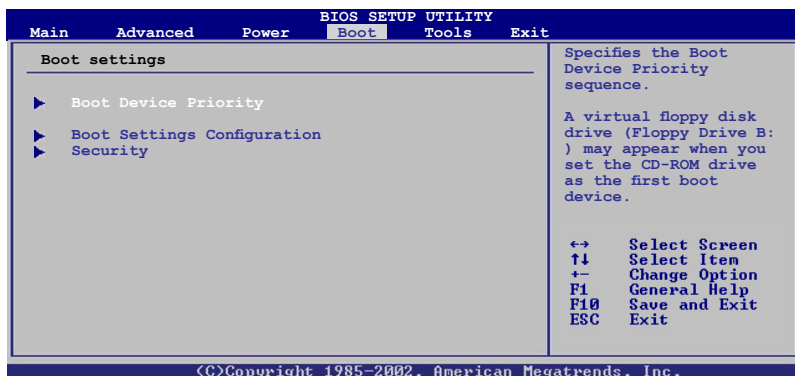 BIOS SETUP UTILITY
Main Advanced Power Boot Tools Exit
Boot settings
Boot Device Priority
Boot Settings Configuration
Security
Specifies the Boot
Device Priority
sequence.
A virtual floppy disk
drive (Floppy Drive B:
) may appear when you
set the CD-ROM drive
as the first boot
device.
←→ Select Screen
↑↓ Select Item
+- Change Option
F1 General Help
F10 Save and Exit
ESC Exit
(C)Copyright 1985-2002, American Megatrends, Inc.